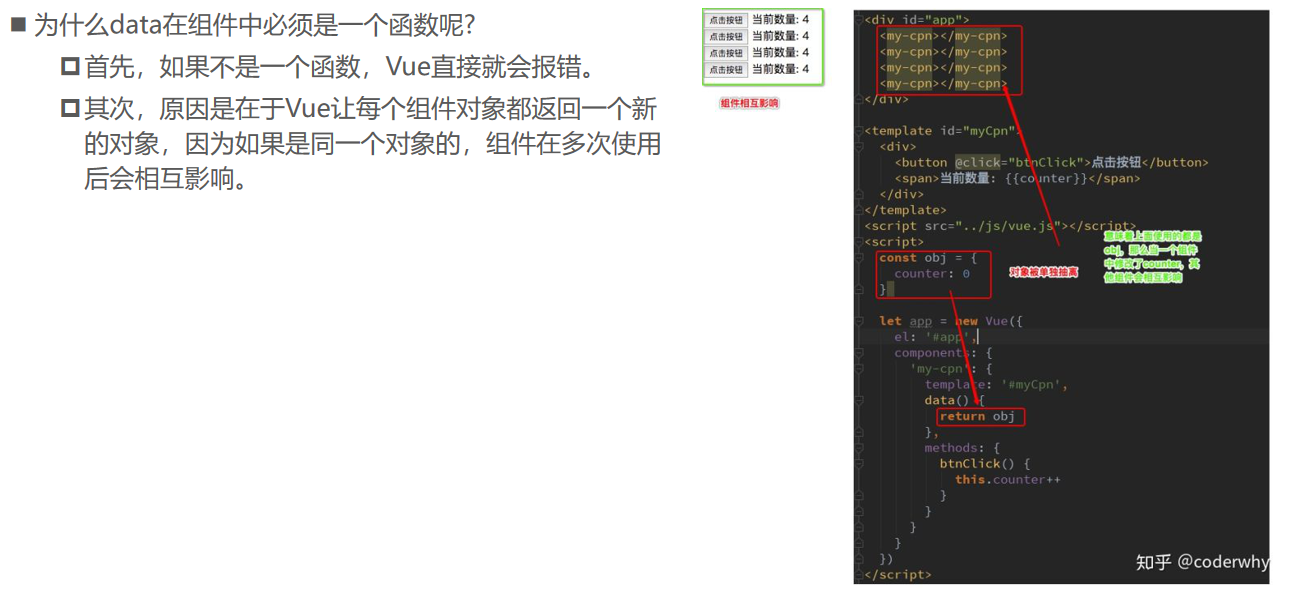 为什么data在组件中必须是一个函数呢?
首先，如果不是一个函数，Vue直接就会报错。
其次，原因是在于Vue让每个组件对象都返回一个新
的对象，因为如果是同一个对象的，组件在多次使用
后会相互影响。
点击按钮 当前数量: 4
点击按钮 当前数量: 4
点击按钮 当前数量: 4
点击按钮 当前数量: 4
组件相互影响
<div id="app">
<my-cpn></my-cpn>
<my-cpn></my-cpn>
<my-cpn></my-cpn>
<my-cpn></my-cpn>
</div>
<template id="myCpn">
<div>
<button @click="btnClick">点击按钮</button>
<span>当前数量: {{counter}}</span>
</div>
</template>
<script src="../js/vue.js"></script>
<script>
const obj = {
counter: 0
}
对象被单独抽离
意味着上面使用的都是
obj，那么当一个组件
中修改了counter，其
他组件会相互影响
let app = new Vue({
el: '#app',
components: {
'my-cpn': {
template: '#myCpn',
data() {
return obj
},
methods: {
btnClick() {
this.counter++
}
}
}
}
})
</script>
知乎 @coderwhy